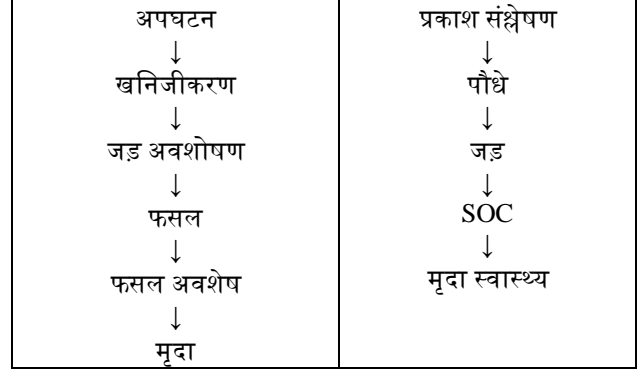 अपघटन
↓
खनिजीकरण
↓
जड़ अवशोषण
↓
फसल
↓
फसल अवशेष
↓
मृदा
प्रकाश संश्लेषण
↓
पौधे
↓
जड़
↓
SOC
↓
मृदा स्वास्थ्य